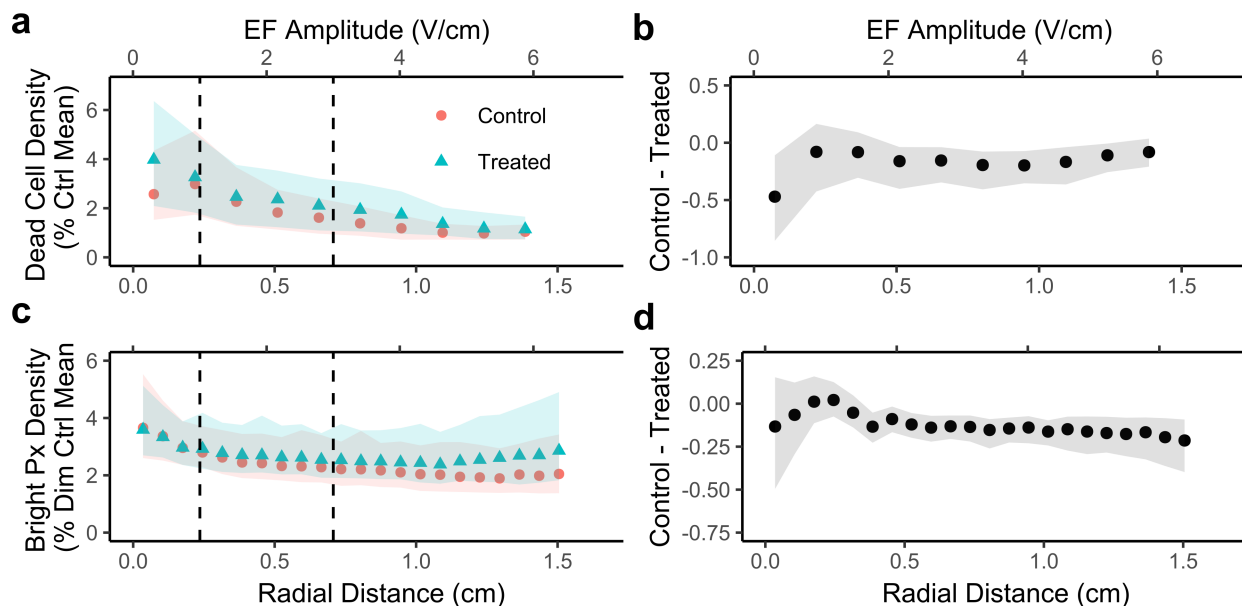 a
EF Amplitude (V/cm)
0 2 4 6
Dead Cell Density
(% Ctrl Mean)
6
4
2
0
Control
Treated
0.0 0.5 1.0 1.5
b
EF Amplitude (V/cm)
0 2 4 6
Control - Treated
0.5
0.0
-0.5
-1.0
0.0 0.5 1.0 1.5
c
Bright Px Density
(% Dim Ctrl Mean
6
4
2
0
0.0 0.5 1.0 1.5
Radial Distance (cm)
d
Control - Treated
0.25
0.00
-0.25
-0.50
-0.75
0.0 0.5 1.0 1.5
Radial Distance (cm)